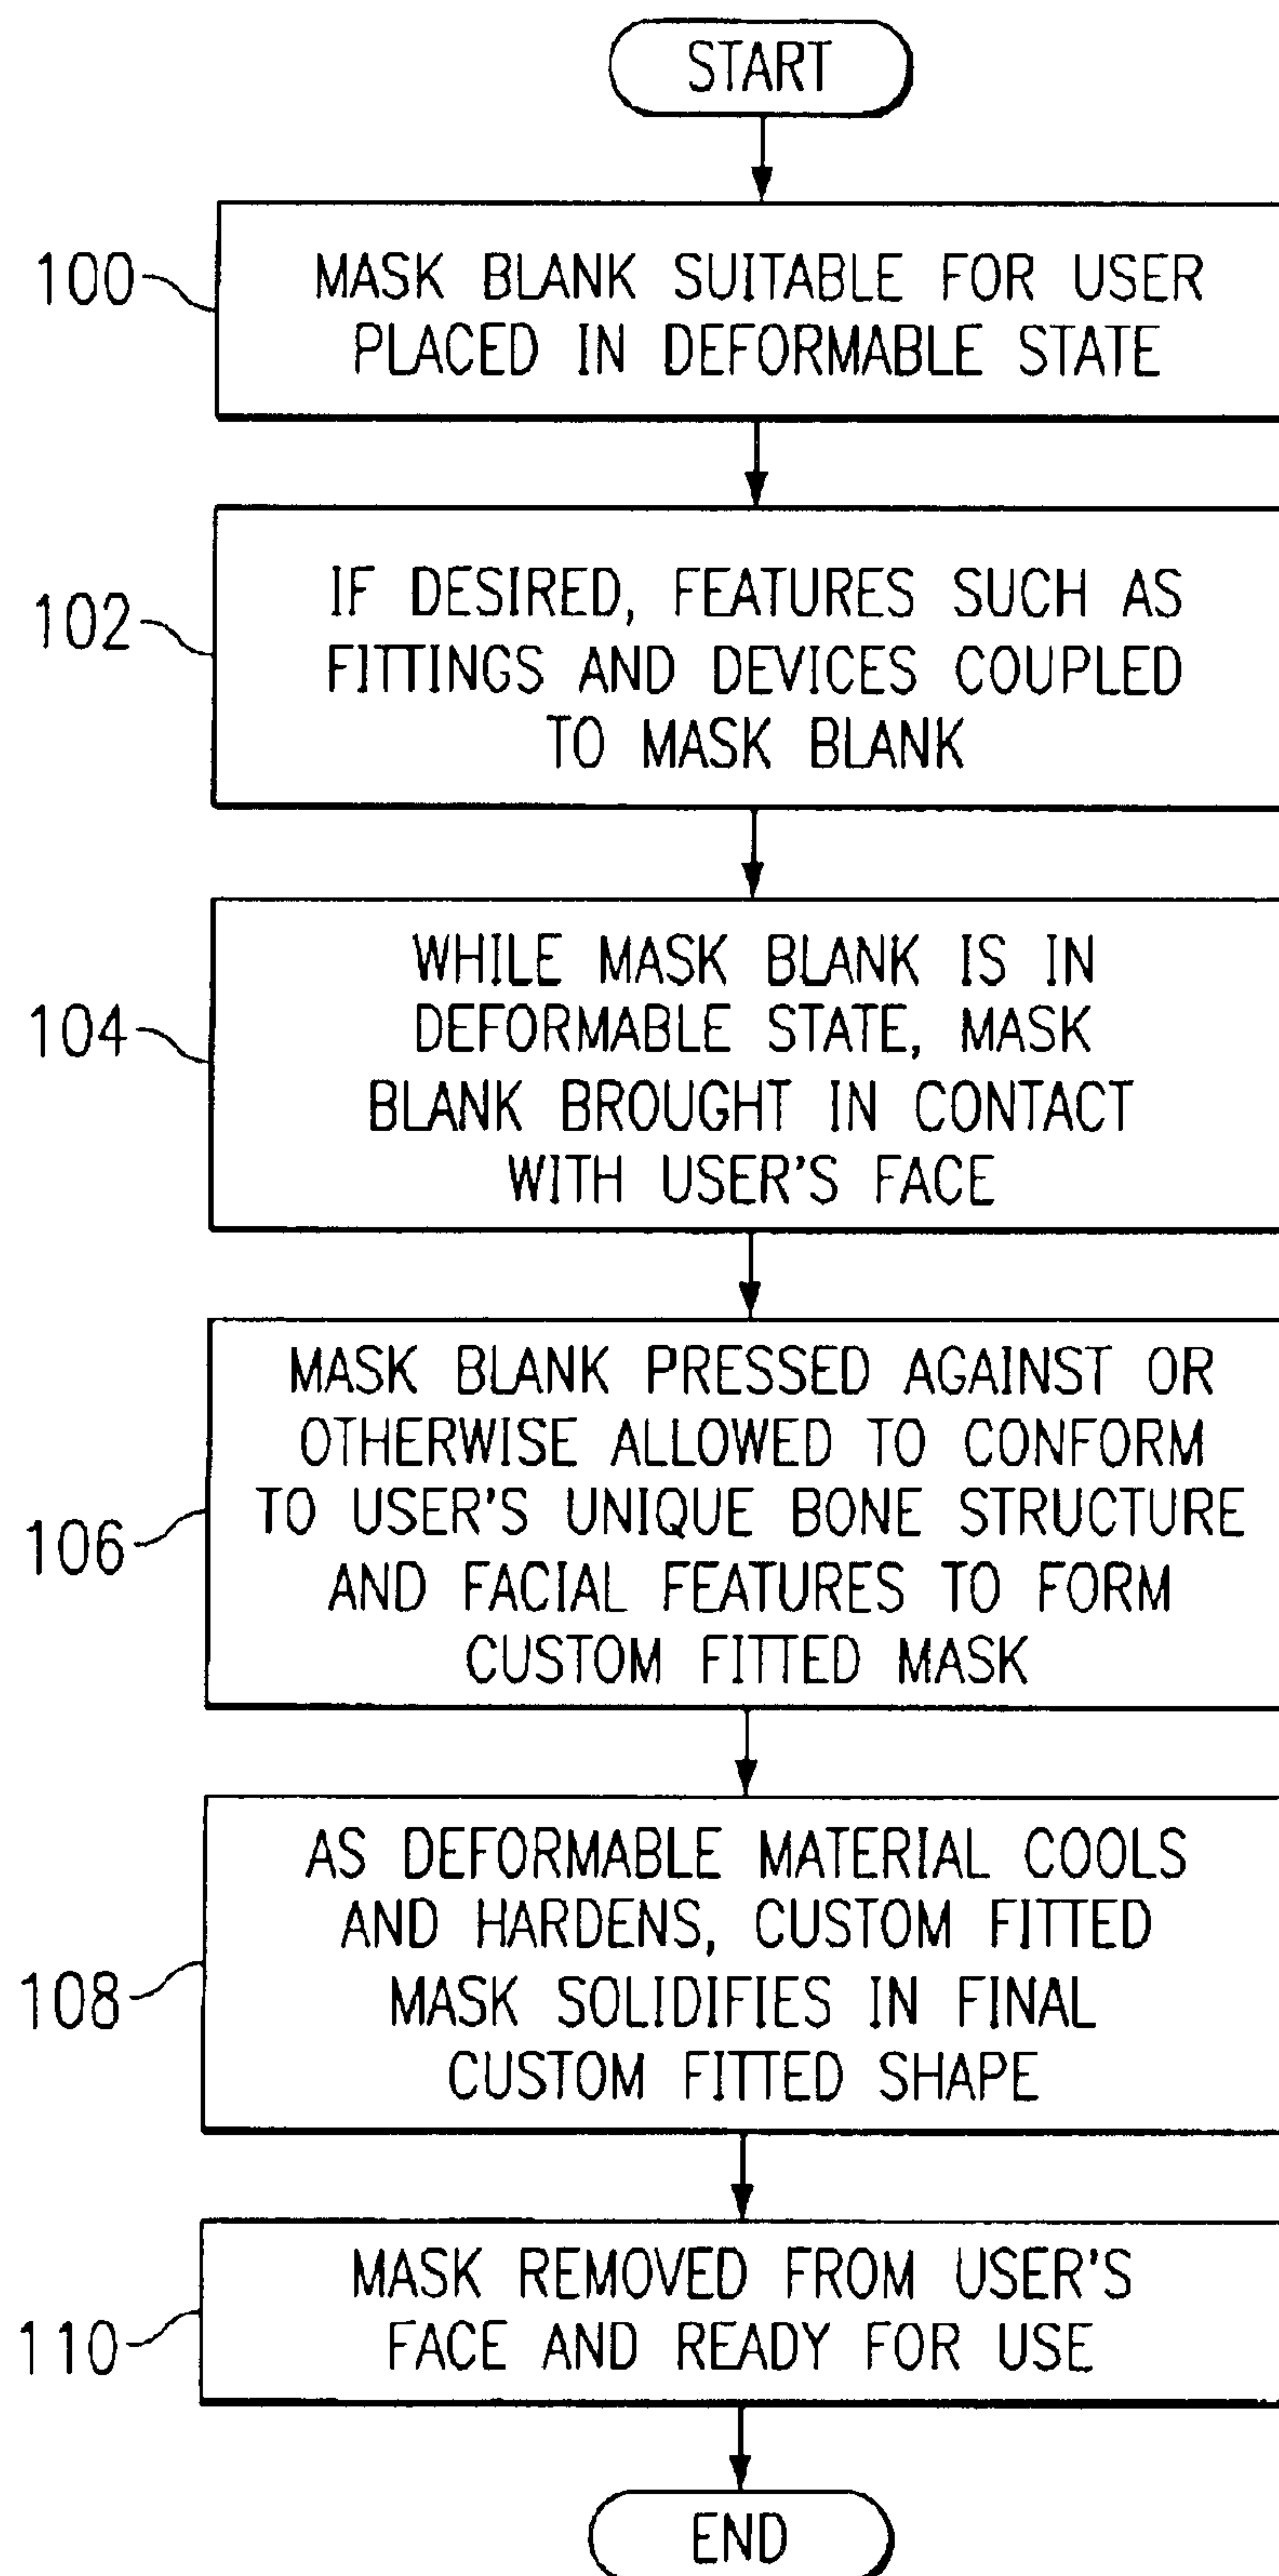 START
100
MASK BLANK SUITABLE FOR USER
PLACED IN DEFORMABLE STATE
102
IF DESIRED, FEATURES SUCH AS
FITTINGS AND DEVICES COUPLED
TO MASK BLANK
104
WHILE MASK BLANK IS IN
DEFORMABLE STATE, MASK
BLANK BROUGHT IN CONTACT
WITH USER'S FACE
106
MASK BLANK PRESSED AGAINST OR
OTHERWISE ALLOWED TO CONFORM
TO USER'S UNIQUE BONE STRUCTURE
AND FACIAL FEATURES TO FORM
CUSTOM FITTED MASK
108
AS DEFORMABLE MATERIAL COOLS
AND HARDENS, CUSTOM FITTED
MASK SOLIDIFIES IN FINAL
CUSTOM FITTED SHAPE
110
MASK REMOVED FROM USER'S
FACE AND READY FOR USE
END